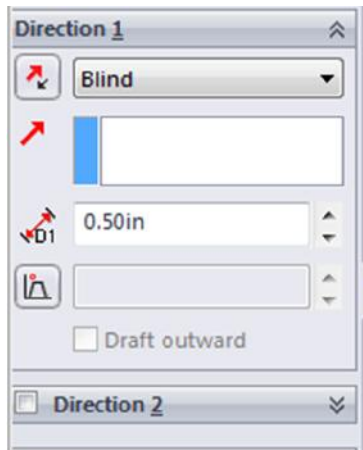 Direction 1
Blind
D1
0.50in
Draft outward
Direction 2